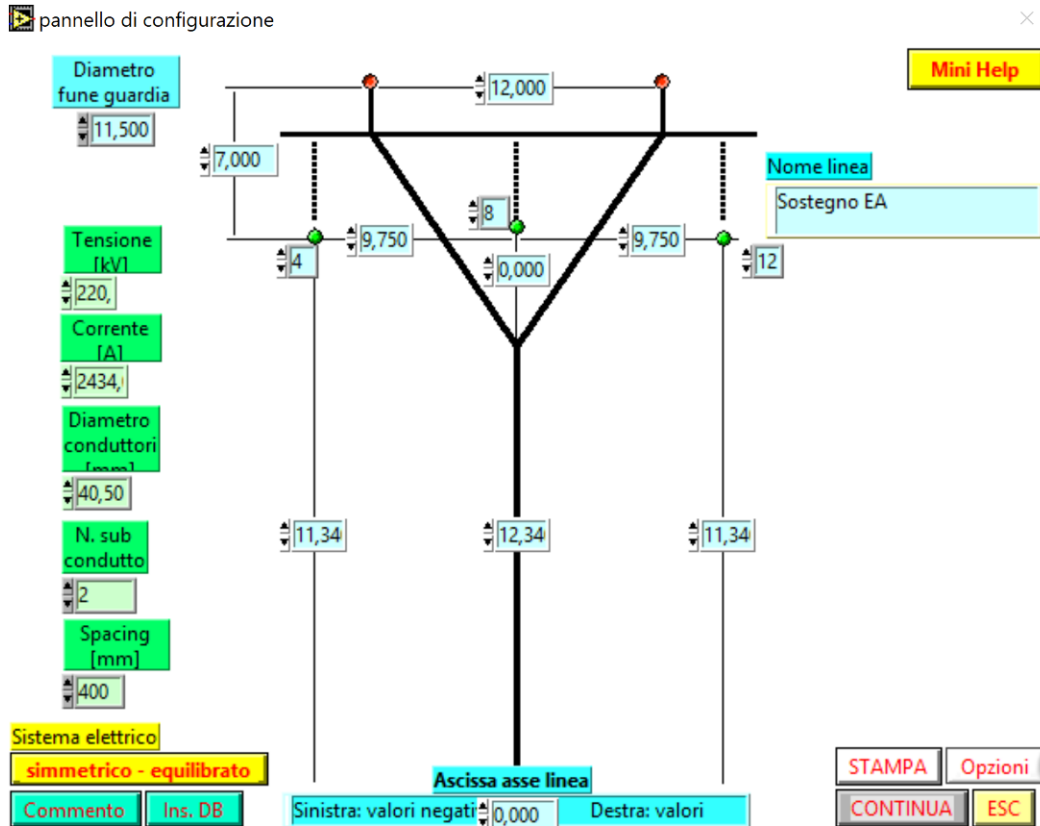 pannello di configurazione
Diametro
fune guardia
11,500
12,000
Mini Help
7,000
Nome linea
Sostegno EA
8
4
9,750
9,750
0,000
12
Tensione
[kV]
220,
Corrente
[A]
2434,
Diametro
conduttori
[mm]
40,50
N. sub
condutto
2
11,34
12,34
11,34
Spacing
[mm]
400
Sistema elettrico
simmetrico - equilibrato
Commento
Ins. DB
Ascissa asse linea
Sinistra: valori negati
0,000
Destra: valori
STAMPA
Opzioni
CONTINUA
ESC